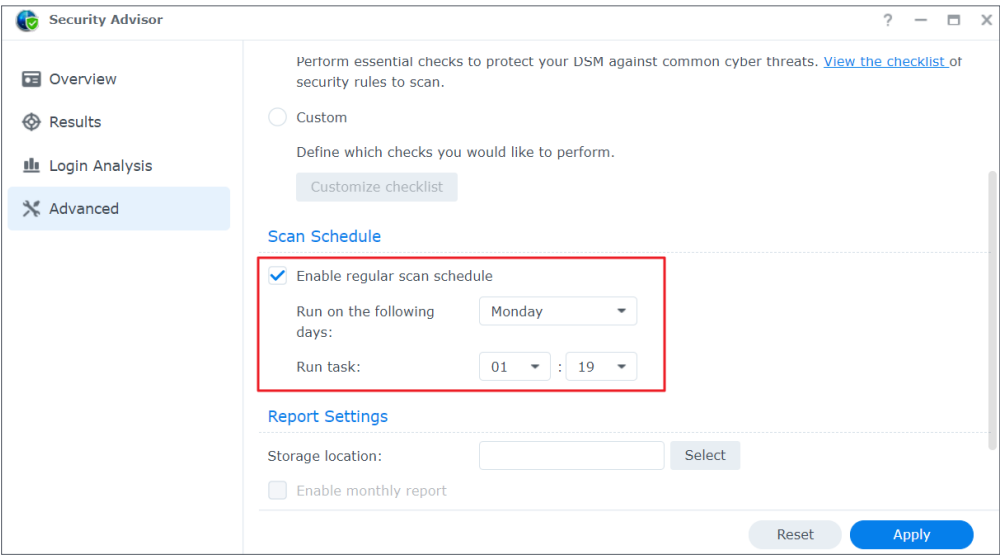 Security Advisor
?
Overview
Results
Login Analysis
Advanced
Perform essential checks to protect your DSM against common cyber threats. View the checklist of
security rules to scan.
Custom
Define which checks you would like to perform.
Customize checklist
Scan Schedule
Enable regular scan schedule
Run on the following
days:
Monday
Run task: 01 : 19
Report Settings
Storage location: Select
Enable monthly report
Reset Apply